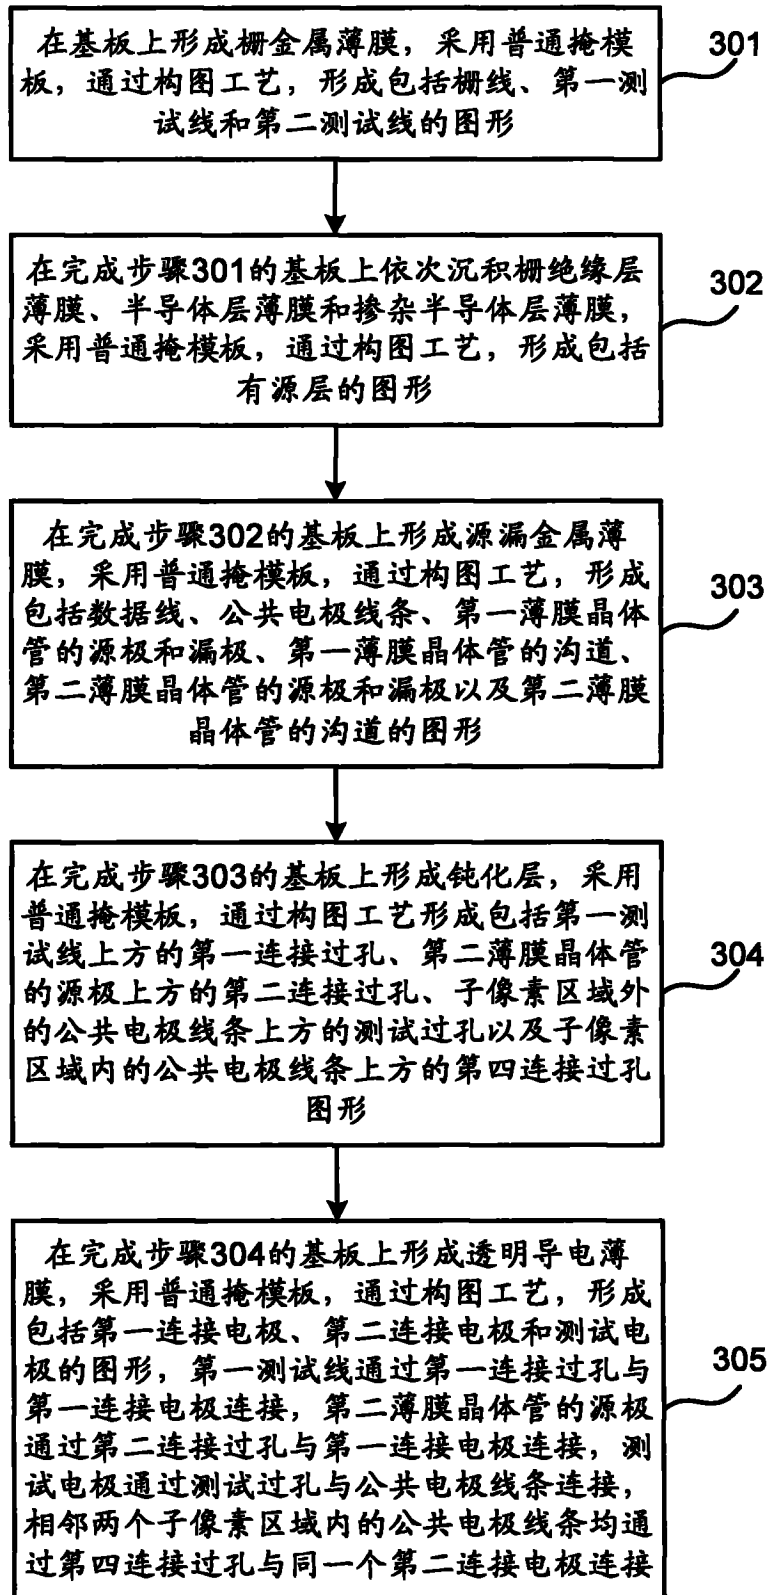 在基板上形成栅金属薄膜，采用普通掩模
板，通过构图工艺，形成包括栅线、第一测
试线和第二测试线的图形
301
在完成步骤301的基板上依次沉积栅绝缘层
薄膜、半导体层薄膜和掺杂半导体层薄膜，
采用普通掩模板，通过构图工艺，形成包括
有源层的图形
302
在完成步骤302的基板上形成源漏金属薄
膜，采用普通掩模板，通过构图工艺，形成
包括数据线、公共电极线条、第一薄膜晶体
管的源极和漏极、第一薄膜晶体管的沟道、
第二薄膜晶体管的源极和漏极以及第二薄膜
晶体管的沟道的图形
303
在完成步骤303的基板上形成钝化层，采用
普通掩模板，通过构图工艺形成包括第一测
试线上方的第一连接过孔、第二薄膜晶体管
的源极上方的第二连接过孔、子像素区域外
的公共电极线条上方的测试过孔以及子像素
区域内的公共电极线条上方的第四连接过孔
图形
304
在完成步骤304的基板上形成透明导电薄
膜，采用普通掩模板，通过构图工艺，形成
包括第一连接电极、第二连接电极和测试电
极的图形，第一测试线通过第一连接过孔与
第一连接电极连接，第二薄膜晶体管的源极
通过第二连接过孔与第一连接电极连接，测
试电极通过测试过孔与公共电极线条连接，
相邻两个子像素区域内的公共电极线条均通
过第四连接过孔与同一个第二连接电极连接
305